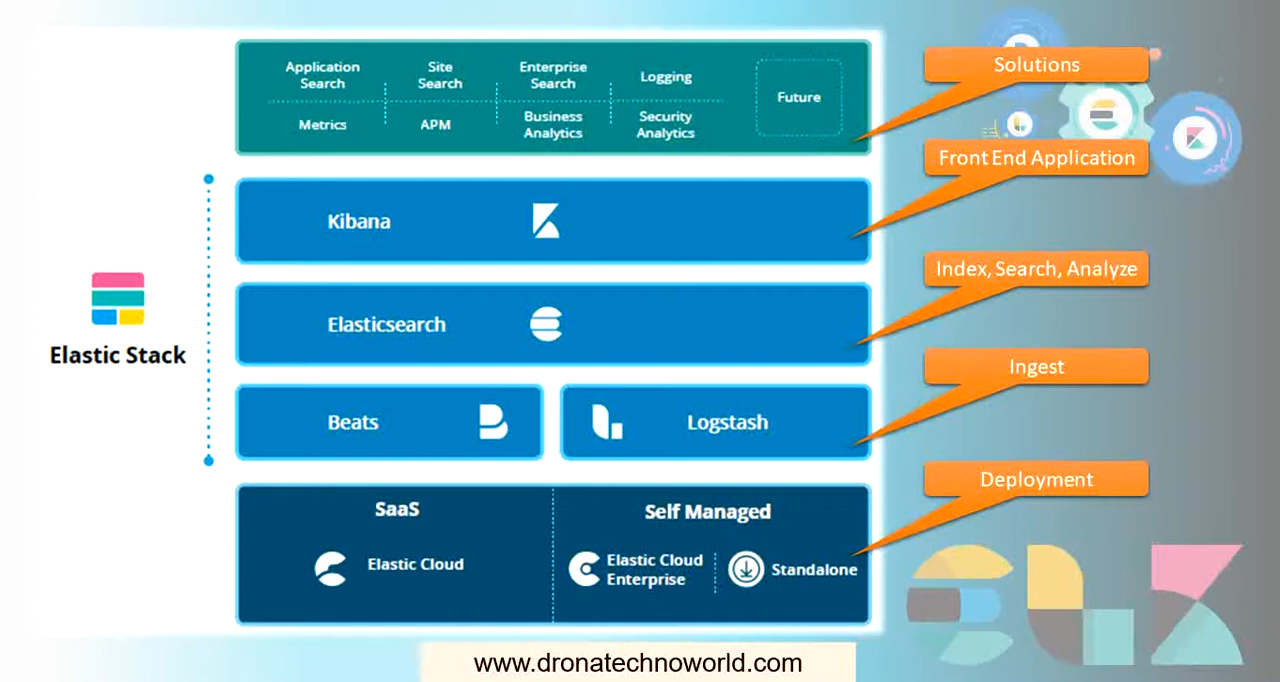 Application
Search
Site
Search
Enterprise
Search
Logging
Future
Metrics
APM
Business
Analytics
Security
Analytics
Solutions
Front End Application
Kibana
Index, Search, Analyze
Elasticsearch
Elastic Stack
Ingest
Beats
Logstash
Deployment
SaaS
Self Managed
Elastic Cloud
Elastic Cloud
Enterprise
Standalone
www.dronatechnoworld.com